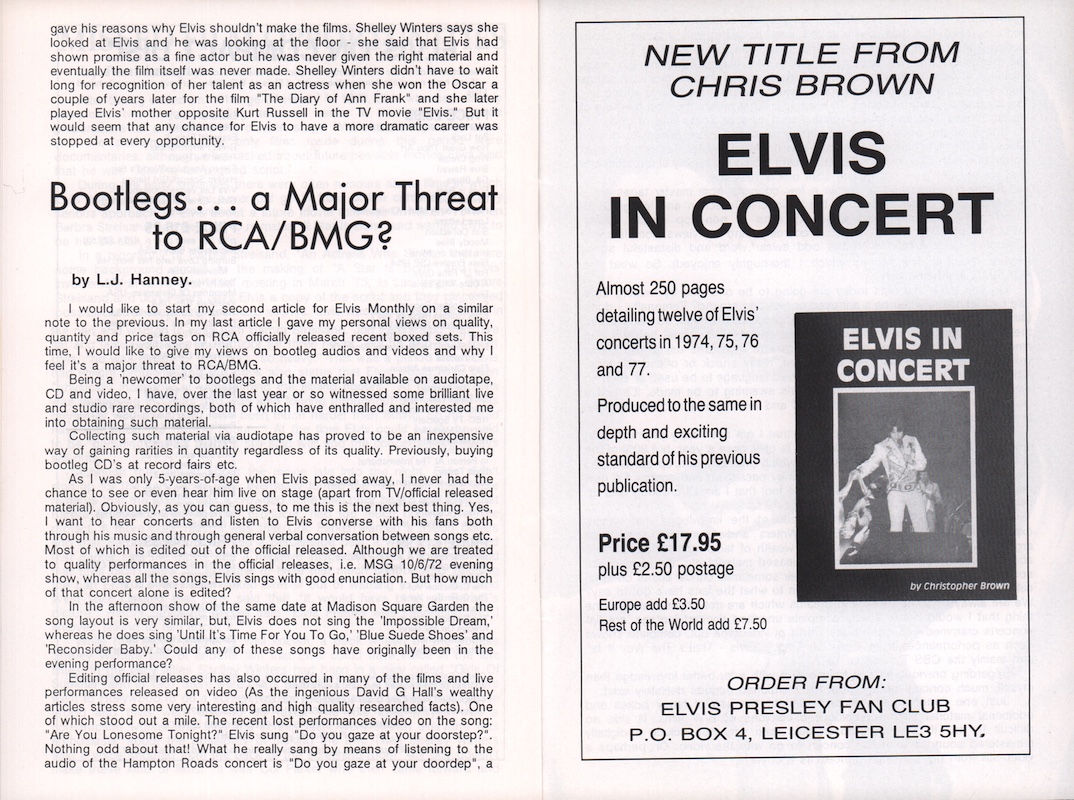 gave his reasons why Elvis shouldn't make the films. Shelley Winters says she
looked at Elvis and he was looking at the floor - she said that Elvis had
shown promise as a fine actor but he was never given the right material and
eventually the film itself was never made. Shelley Winters didn't have to wait
long for recognition of her talent as an actress when she won the Oscar a
couple of years later for the film "The Diary of Ann Frank" and she later
played Elvis' mother opposite Kurt Russell in the TV movie "Elvis." But it
would seem that any chance for Elvis to have a more dramatic career was
stopped at every opportunity.
Bootlegs . . . a Major Threat
to RCA/BMG?
by L.J. Hanney.
I would like to start my second article for Elvis Monthly on a similar
note to the previous. In my last article I gave my personal views on quality,
quantity and price tags on RCA officially released recent boxed sets. This
time, I would like to give my views on bootleg audios and videos and why I
feel it's a major threat to RCA/BMG.
Being a 'newcomer' to bootlegs and the material available on audiotape,
CD and video, I have, over the last year or so witnessed some brilliant live
and studio rare recordings, both of which have enthralled and interested me
into obtaining such material.
Collecting such material via audiotape has proved to be an inexpensive
way of gaining rarities in quantity regardless of its quality. Previously, buying
bootleg CD's at record fairs etc.
As I was only 5-years-of-age when Elvis passed away, I never had the
chance to see or even hear him live on stage (apart from TV/official released
material). Obviously, as you can guess, to me this is the next best thing. Yes,
I want to hear concerts and listen to Elvis converse with his fans both
through his music and through general verbal conversation between songs etc.
Most of which is edited out of the official released. Although we are treated
to quality performances in the official releases, i.e. MSG 10/6/72 evening
show, whereas all the songs, Elvis sings with good enunciation. But how much
of that concert alone is edited?
In the afternoon show of the same date at Madison Square Garden the
song layout is very similar, but, Elvis does not sing the 'Impossible Dream,'
whereas he does sing 'Until It's Time For You To Go,' 'Blue Suede Shoes' and
'Reconsider Baby.' Could any of these songs have originally been in the
evening performance?
Editing official releases has also occurred in many of the films and live
performances released on video (As the ingenious David G Hall's wealthy
articles stress some very interesting and high quality researched facts). One
of which stood out a mile. The recent lost performances video on the song:
"Are You Lonesome Tonight?" Elvis sung "Do you gaze at your doorstep?".
Nothing odd about that! What he really sang by means of listening to the
audio of the Hampton Roads concert is "Do you gaze at your doordep", a
NEW TITLE FROM
CHRIS BROWN
ELVIS
IN CONCERT
Almost 250 pages
detailing twelve of Elvis'
concerts in 1974, 75, 76
and 77.
Produced to the same in
depth and exciting
standard of his previous
publication.
Price £17.95
plus £2.50 postage
Europe add £3.50
Rest of the World add £7.50
ELVIS IN
CONCERT
by Christopher Brown
ORDER FROM:
ELVIS PRESLEY FAN CLUB
P.O. BOX 4, LEICESTER LE3 5HY.